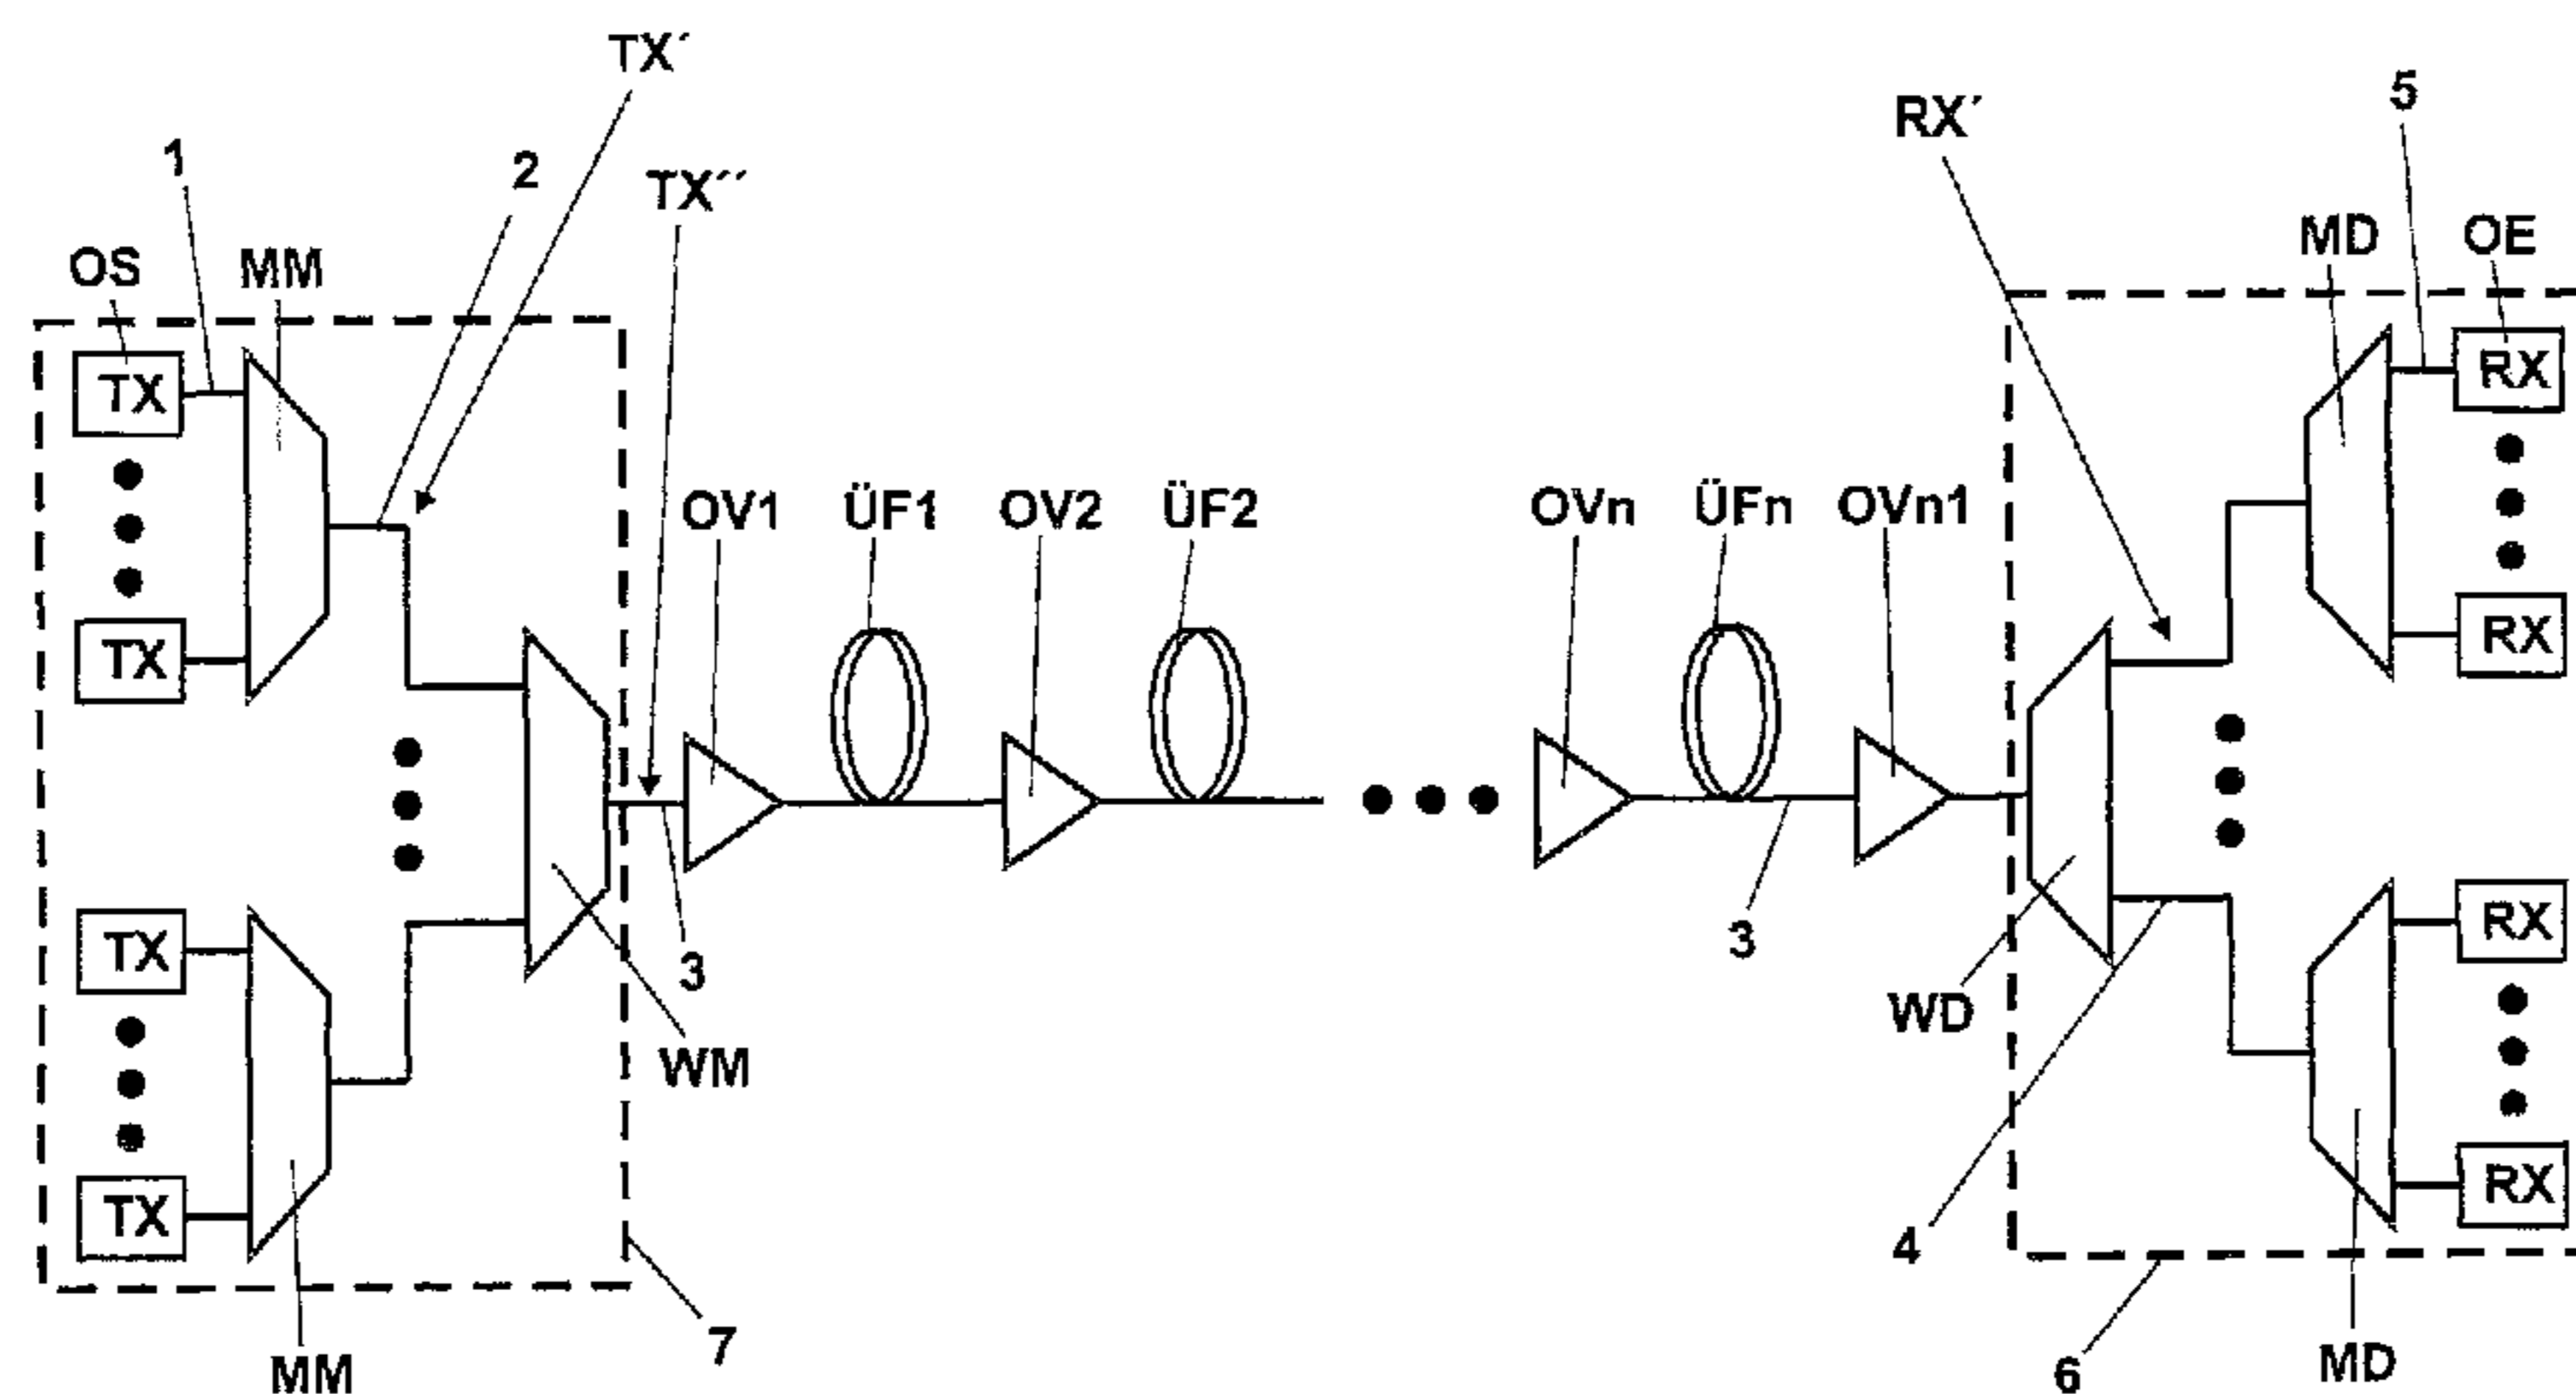 TX´
5
RX´
1
2
TX´´
OS
MM
MD
OE
TX
RX
OV1
ÜF1
OV2
ÜF2
OVn
ÜFn
OVn1
TX
RX
TX
3
3
RX
WD
WM
TX
4
RX
7
6
MM
MD